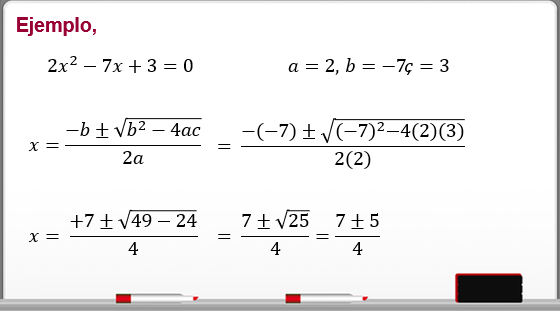 Ejemplo,
2x² − 7x + 3 = 0    a = 2, b = −7, c = 3
x = (−b ± √(b² − 4ac)) / 2a = (−(−7) ± √((−7)²−4(2)(3))) / 2(2)
x = (+7 ± √(49 − 24)) / 4 = (7 ± √25) / 4 = (7 ± 5) / 4